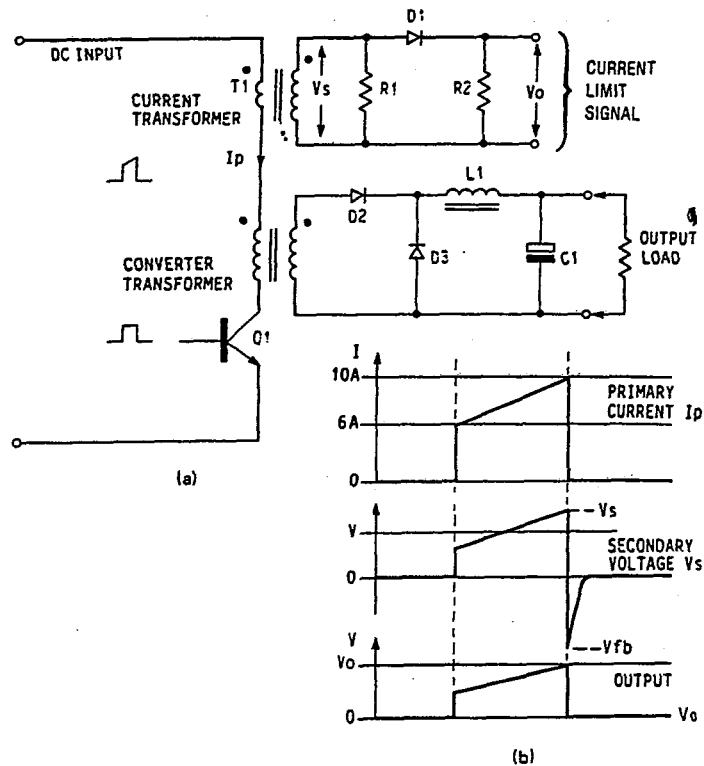 D1
DC INPUT
T1
Vs
R1
R2
Vo
CURRENT
LIMIT
SIGNAL
CURRENT
TRANSFORMER
Ip
L1
D2
D3
C1
OUTPUT
LOAD
CONVERTER
TRANSFORMER
Q1
(a)
I
10A
6A
0
PRIMARY
CURRENT Ip
V
0
Vs
SECONDARY
VOLTAGE Vs
Vfb
V
Vo
0
OUTPUT
Vo
(b)